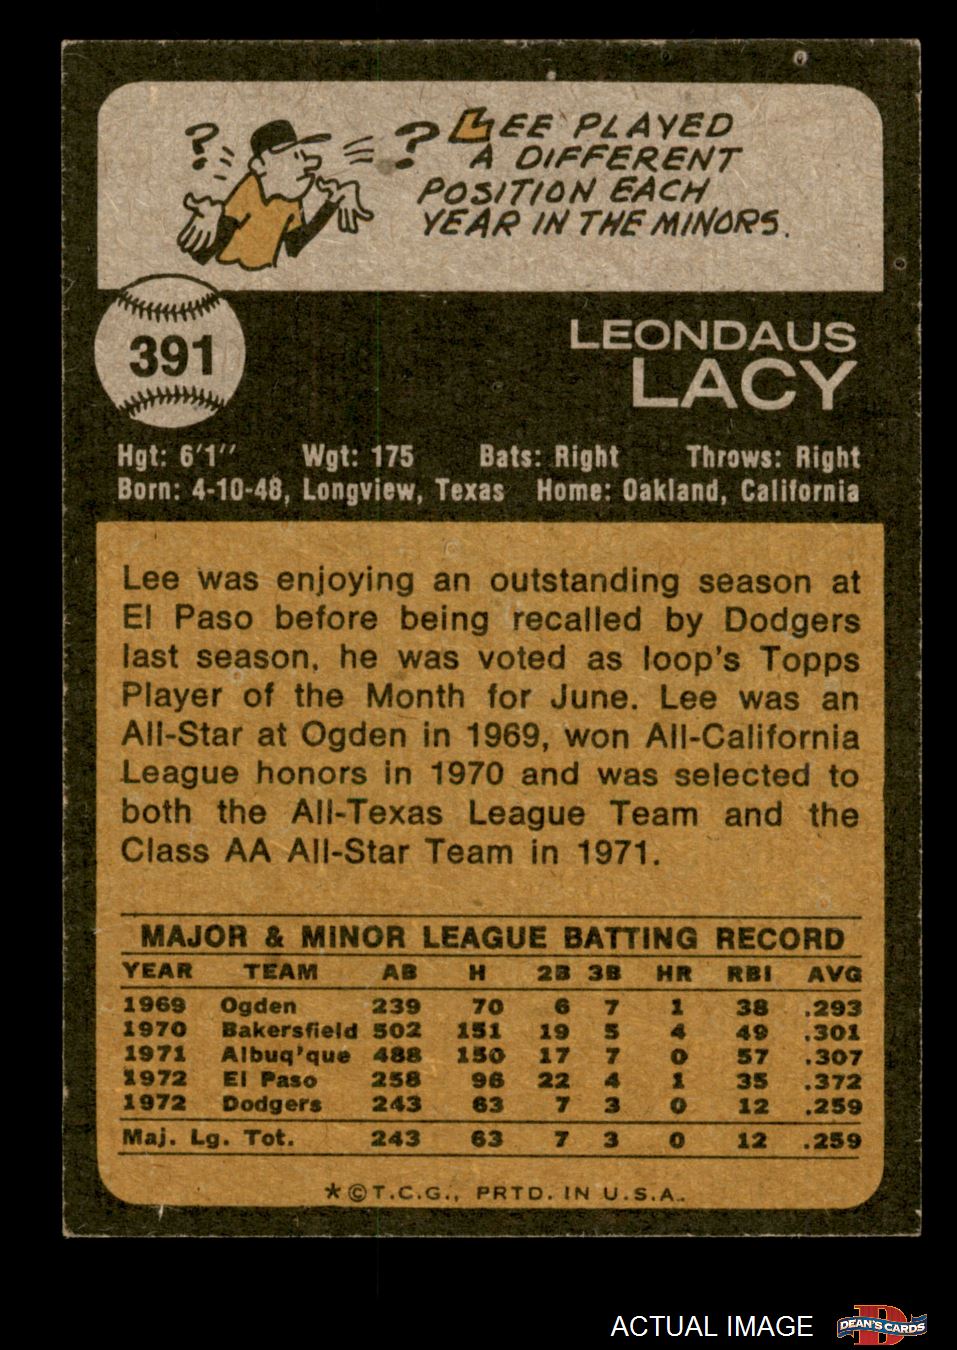 ? ? LEE PLAYED
A DIFFERENT
POSITION EACH
YEAR IN THE MINORS.
391
LEONDAUS
LACY
Hgt: 6'1" Wgt: 175 Bats: Right Throws: Right
Born: 4-10-48, Longview, Texas Home: Oakland, California
Lee was enjoying an outstanding season at
El Paso before being recalled by Dodgers
last season, he was voted as loop's Topps
Player of the Month for June. Lee was an
All-Star at Ogden in 1969, won All-California
League honors in 1970 and was selected to
both the All-Texas League Team and the
Class AA All-Star Team in 1971.
MAJOR & MINOR LEAGUE BATTING RECORD
YEAR TEAM AB H 2B 3B HR RBI AVG
1969 Ogden 239 70 6 7 1 38 .293
1970 Bakersfield 502 151 19 5 4 49 .301
1971 Albuq'que 488 150 17 7 0 57 .307
1972 El Paso 258 96 22 4 1 35 .372
1972 Dodgers 243 63 7 3 0 12 .259
Maj. Lg. Tot. 243 63 7 3 0 12 .259
*©T.C.G., PRTD. IN U.S.A.
ACTUAL IMAGE D DEAN'S CARDS